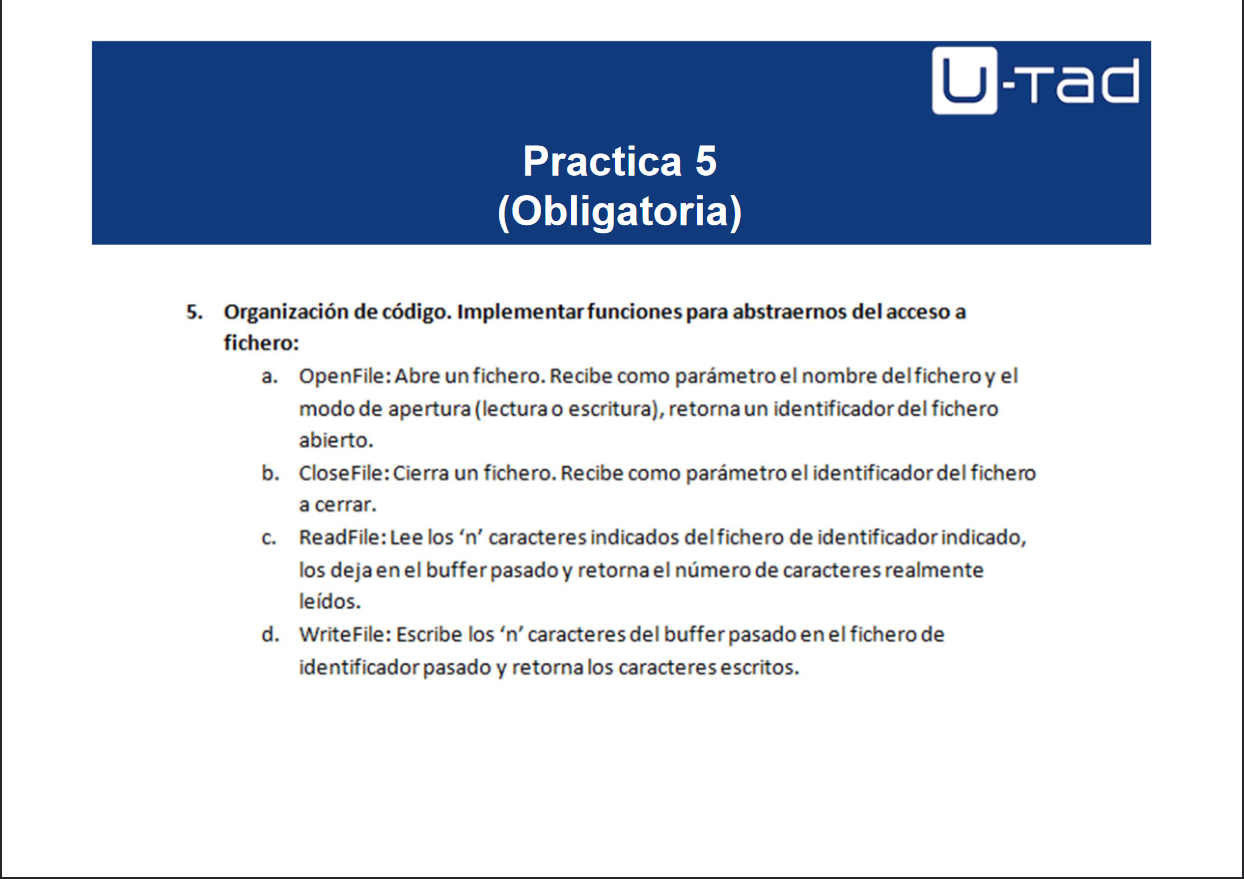 U-Tad
Practica 5
(Obligatoria)
5. Organización de código. Implementar funciones para abstraernos del acceso a
fichero:
a. OpenFile: Abre un fichero. Recibe como parámetro el nombre del fichero y el
modo de apertura (lectura o escritura), retorna un identificador del fichero
abierto.
b. CloseFile: Cierra un fichero. Recibe como parámetro el identificador del fichero
a cerrar.
c. ReadFile: Lee los ‘n’ caracteres indicados del fichero de identificador indicado,
los deja en el buffer pasado y retorna el número de caracteres realmente
leídos.
d. WriteFile: Escribe los ‘n’ caracteres del buffer pasado en el fichero de
identificador pasado y retorna los caracteres escritos.